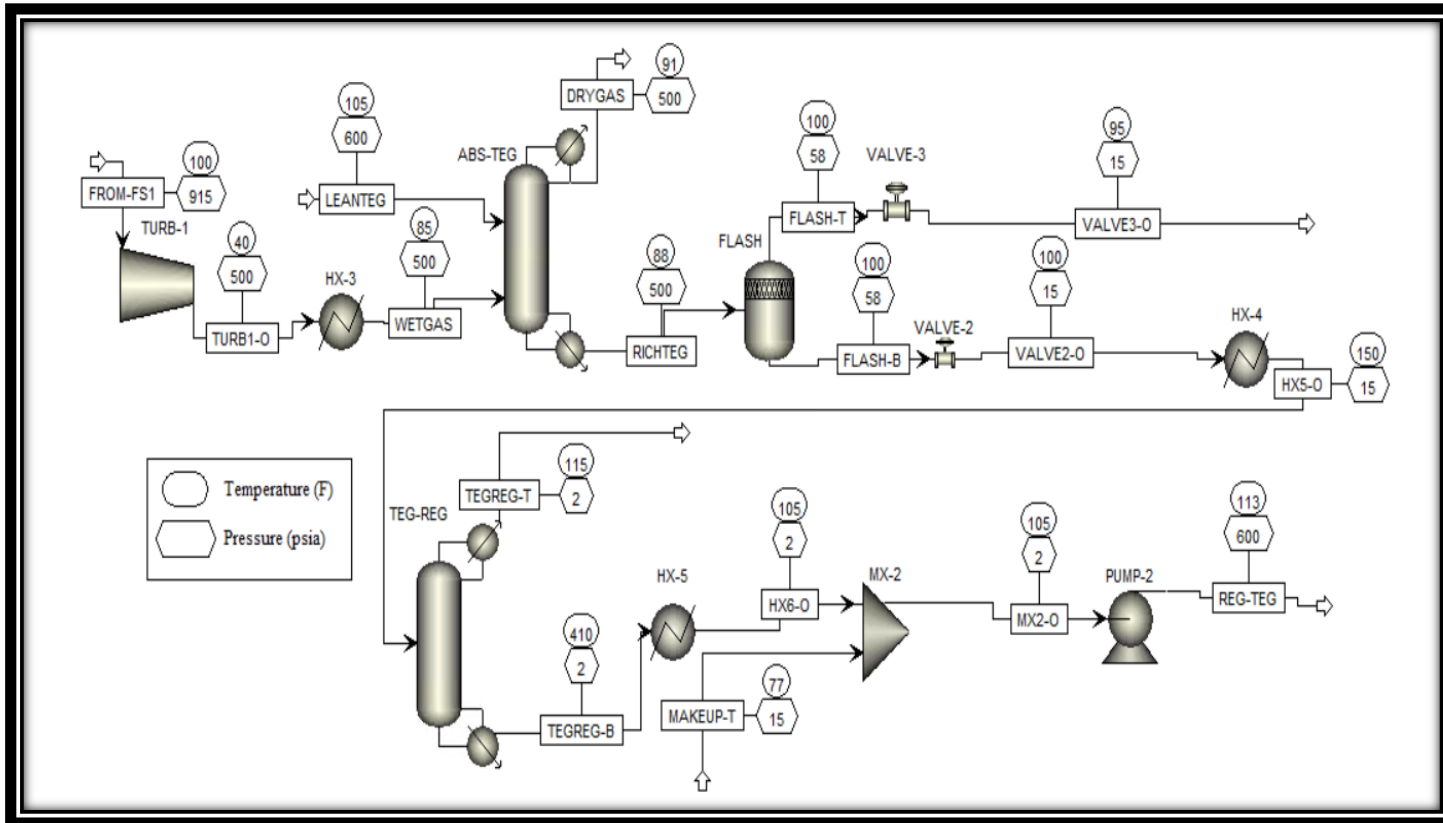 91
DRYGAS
500
105
600
ABS-TEG
LEANTEG
100
915
FROM-FS1
TURB-1
40
500
HX-3
85
500
TURB1-O
WETGAS
88
500
RICHTEG
100
58
VALVE-3
95
15
FLASH-T
VALVE3-O
FLASH
100
58
VALVE-2
100
15
HX-4
FLASH-B
VALVE2-O
150
15
HX5-O
Temperature (F)
Pressure (psia)
TEGREG-T
115
2
TEG-REG
410
2
TEGREG-B
HX-5
105
2
HX6-O
MX-2
77
15
MAKEUP-T
105
2
MX2-O
PUMP-2
113
600
REG-TEG